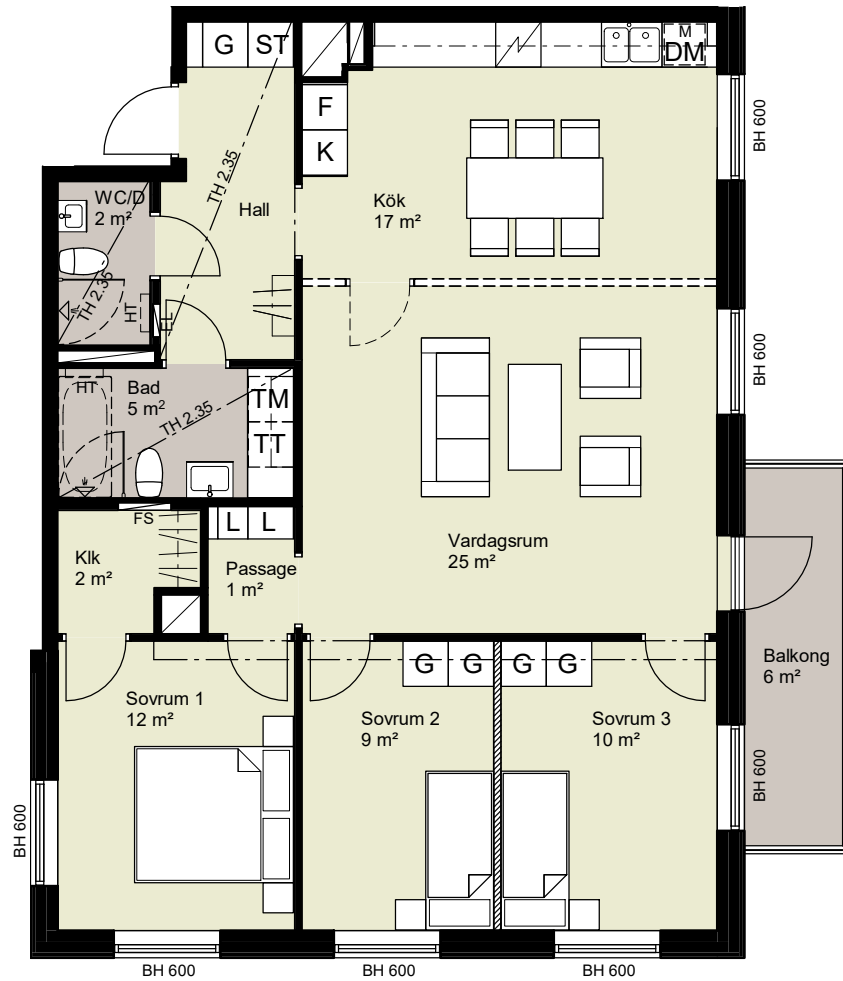 G ST
M
DM
F
K
BH 600
TH 2.35
WC/D
2 m²
Hall
Kök
17 m²
TH 2.35
HT
EL
BH 600
HT
Bad
5 m²
TH 2.35
TM
TT
FS
L L
Klk
2 m²
Passage
1 m²
Vardagsrum
25 m²
G G G G
Balkong
6 m²
Sovrum 1
12 m²
Sovrum 2
9 m²
Sovrum 3
10 m²
BH 600
BH 600
BH 600 BH 600 BH 600